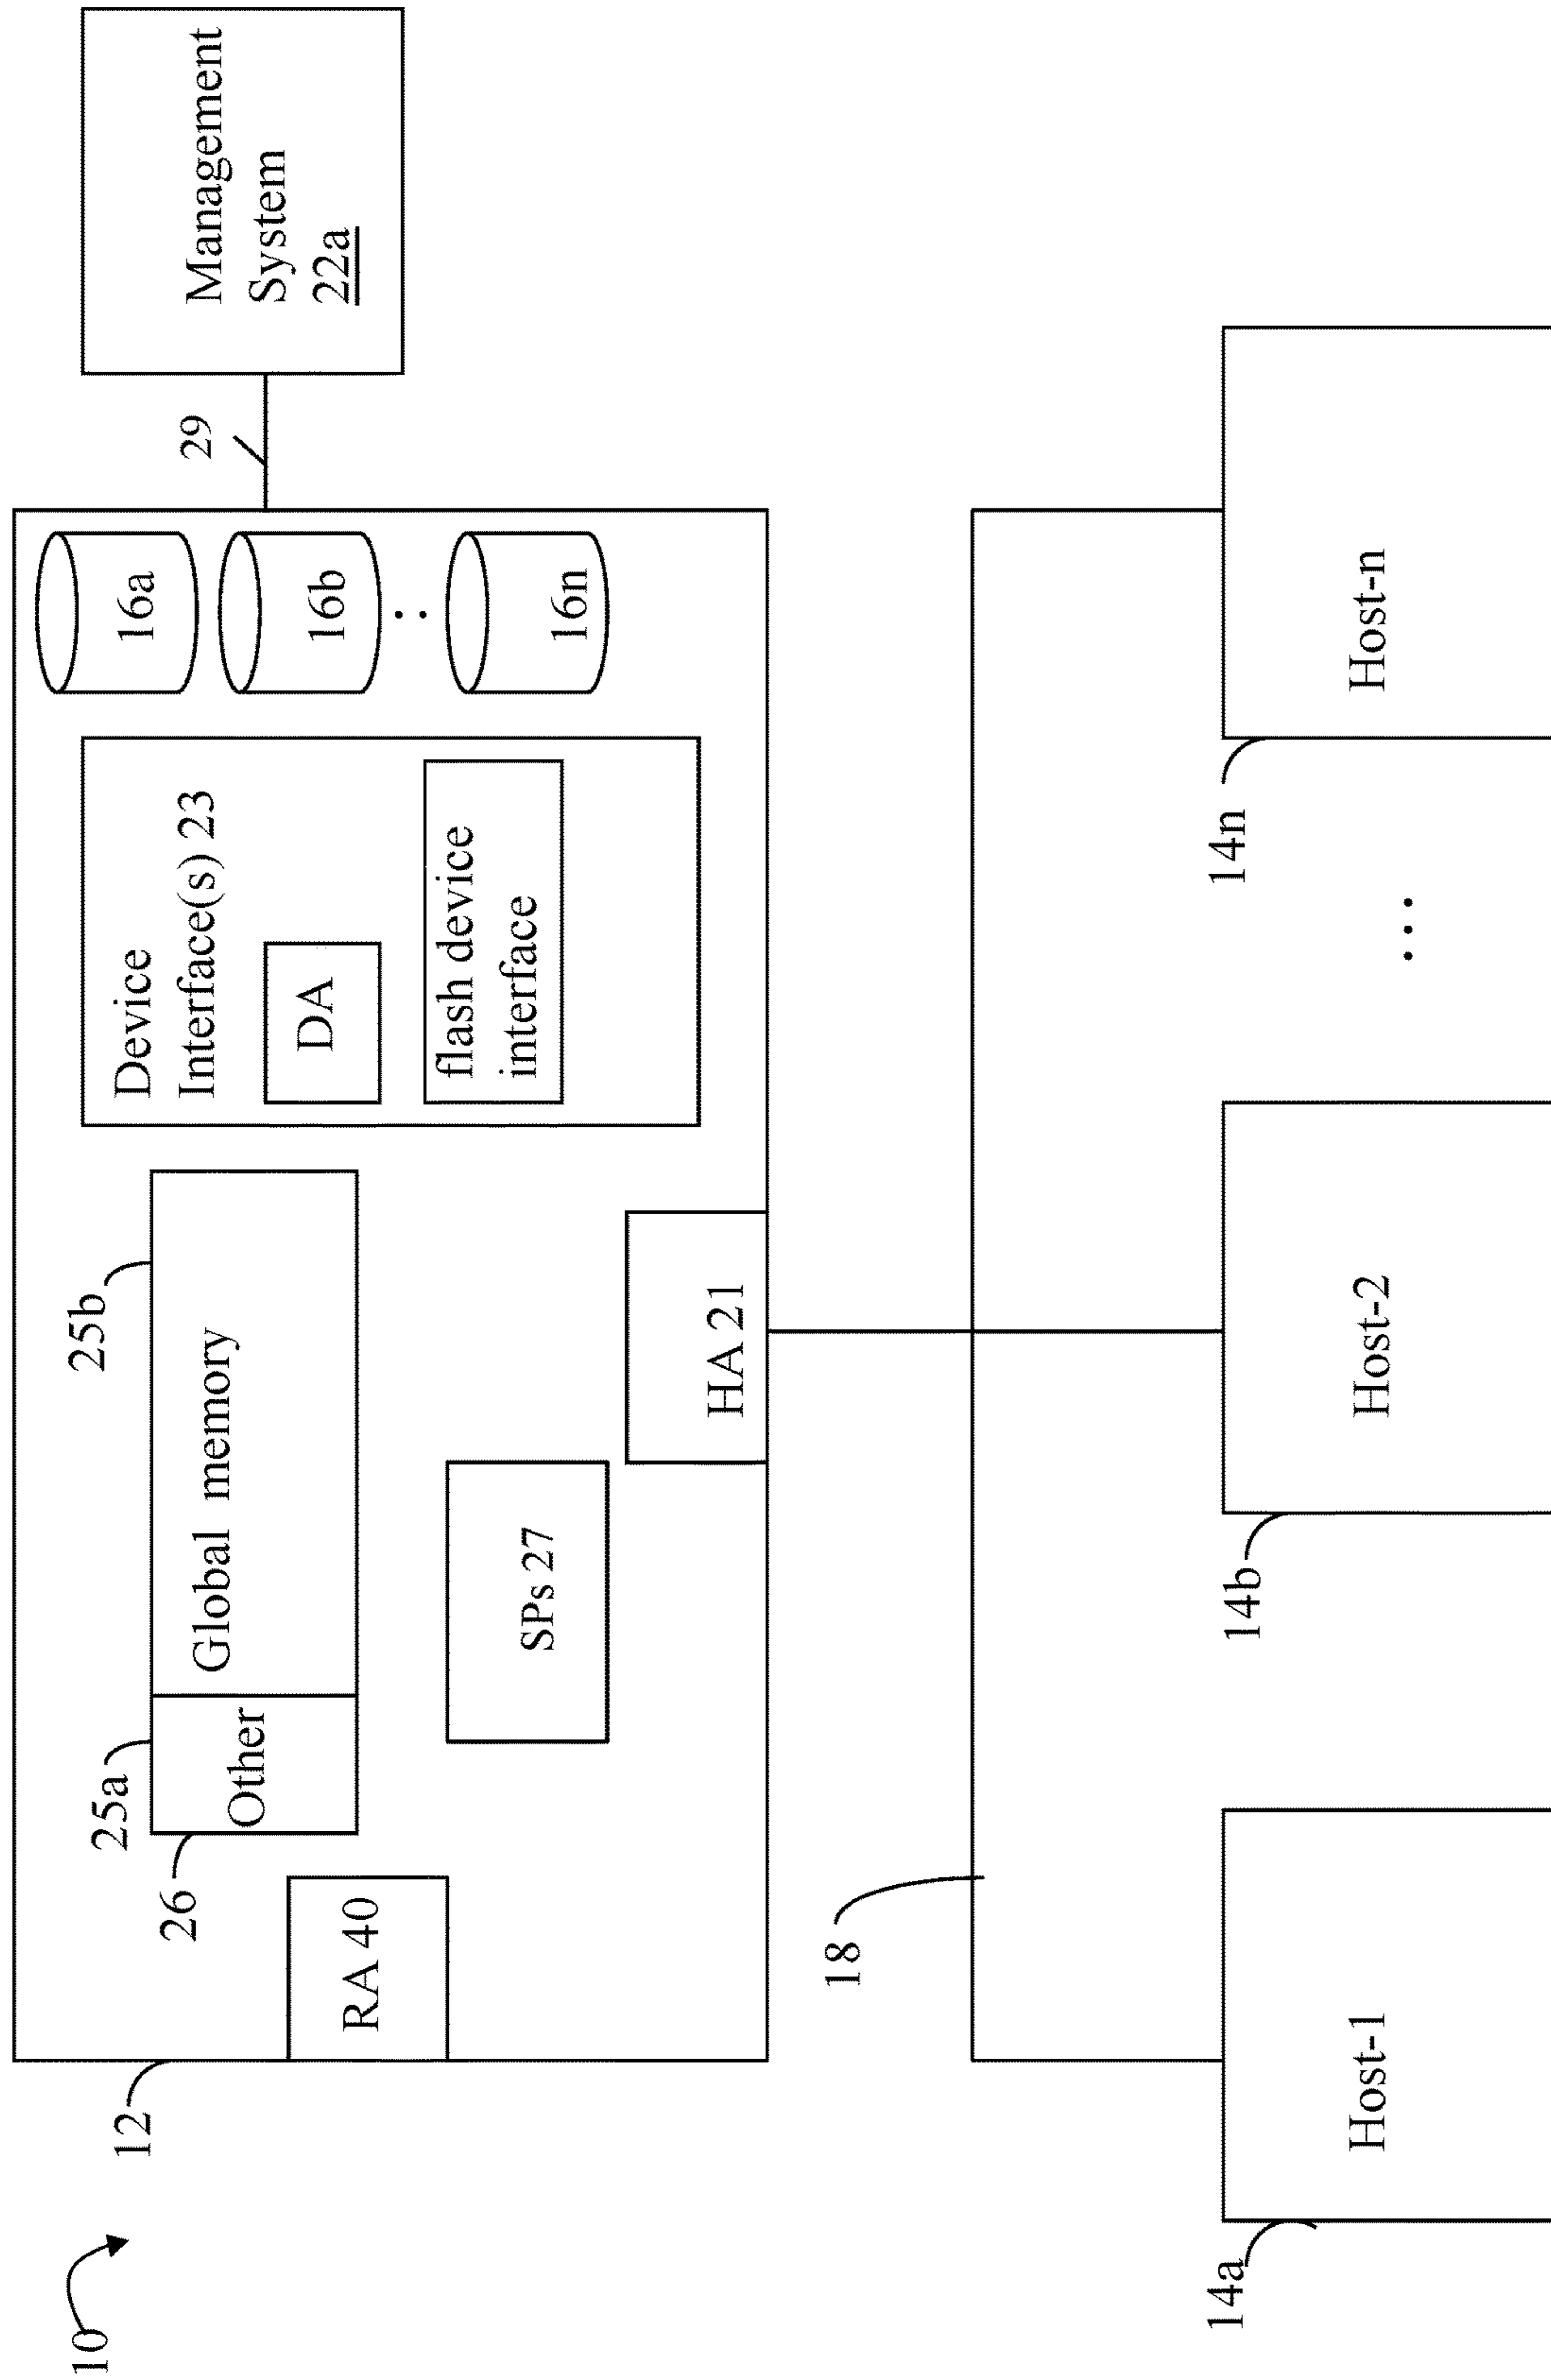 10
12
RA 40
26
25a
Other
Global memory
25b
SPs 27
HA 21
Device
Interface(s) 23
DA
flash device
interface
16a
16b
16n
29
Management
System
22a
18
14a
Host-1
14b
Host-2
14n
Host-n